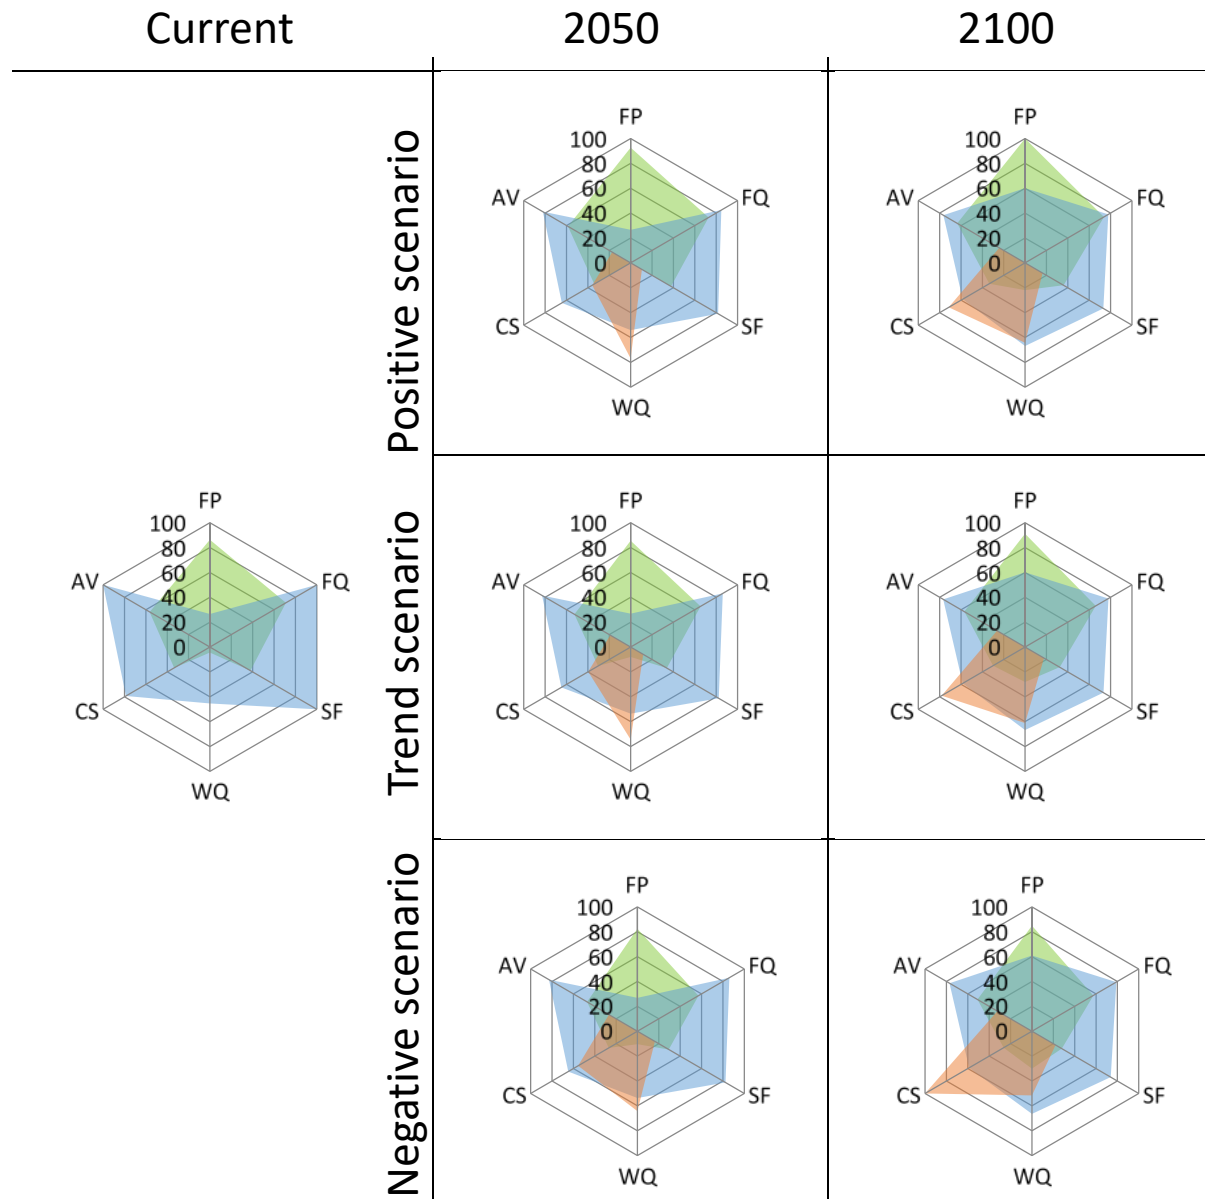 Current
2050
2100
Positive scenario
FP
100
80
60
40
20
0
AV
FQ
CS
SF
WQ
FP
100
80
60
40
20
0
AV
FQ
CS
SF
WQ
FP
100
80
60
40
20
0
AV
FQ
CS
SF
WQ
Trend scenario
FP
100
80
60
40
20
0
AV
FQ
CS
SF
WQ
FP
100
80
60
40
20
0
AV
FQ
CS
SF
WQ
Negative scenario
FP
100
80
60
40
20
0
AV
FQ
CS
SF
WQ
FP
100
80
60
40
20
0
AV
FQ
CS
SF
WQ